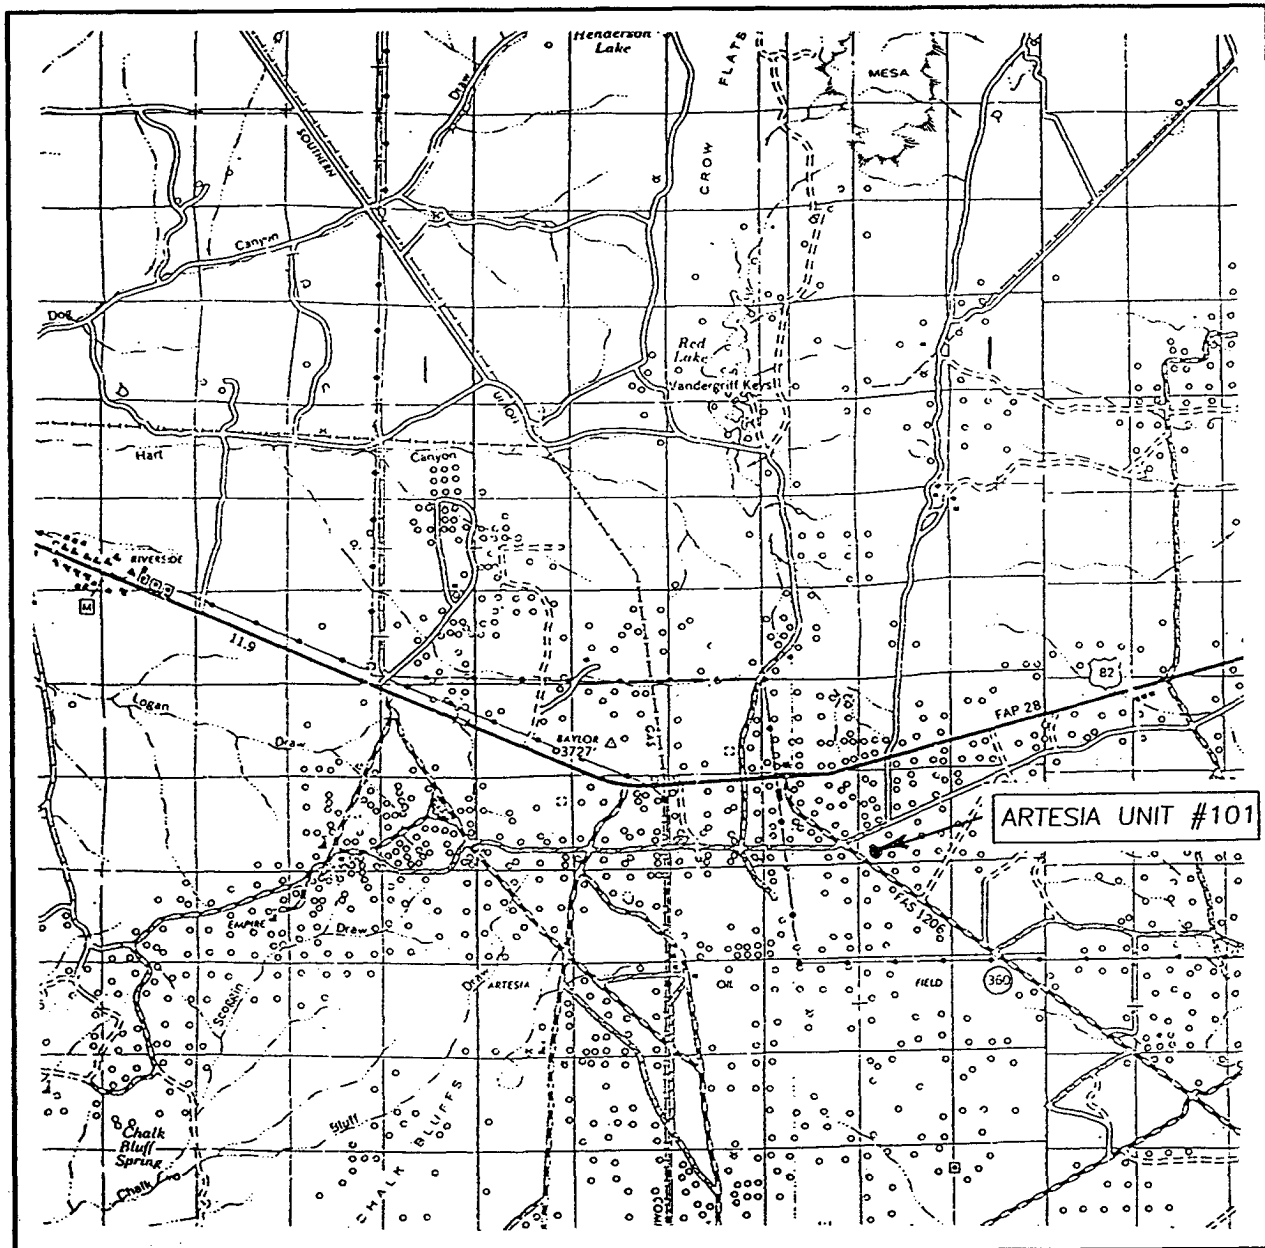 Henderson
Lake
FLATS
MESA
Draw
SOUTHERN
CROW
Canyon
Dog
Red
Lake
Vandergriff Keys
UNION
Hart
Canyon
RIVERSIDE
M
11.9
82
Logan
FAP 28
Draw
GAS
BAYLOR
3727'
ARTESIA UNIT #101
FAS 1206
EMPIRE
Draw
Draw
ARTESIA
OIL
FIELD
360
Scoggin
Bluff
CHALK BLUFFS
Chalk
Bluff
Spring
Chalk